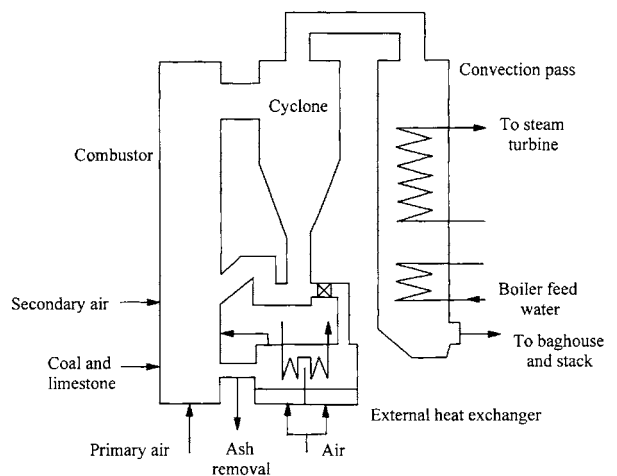 Convection pass
Cyclone
To steam
turbine
Combustor
Boiler feed
water
Secondary air
To baghouse
and stack
Coal and
limestone
External heat exchanger
Primary air
Ash
removal
Air